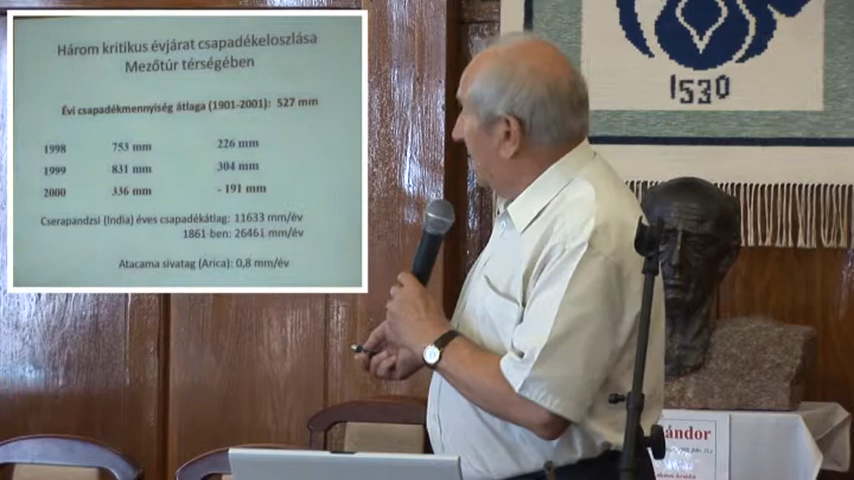 Három kritikus évjárat csapadékeloszlása
Mezőtúr térségében
Évi csapadékmennyiség átlaga (1901-2001): 527 mm
1998 753 mm 226 mm
1999 831 mm 304 mm
2000 336 mm - 191 mm
Cserapandzsi (India) éves csapadékátlag: 11633 mm/év
1861-ben: 26461 mm/év
Atacama sivatag (Arica): 0,8 mm/év
1530
ándor